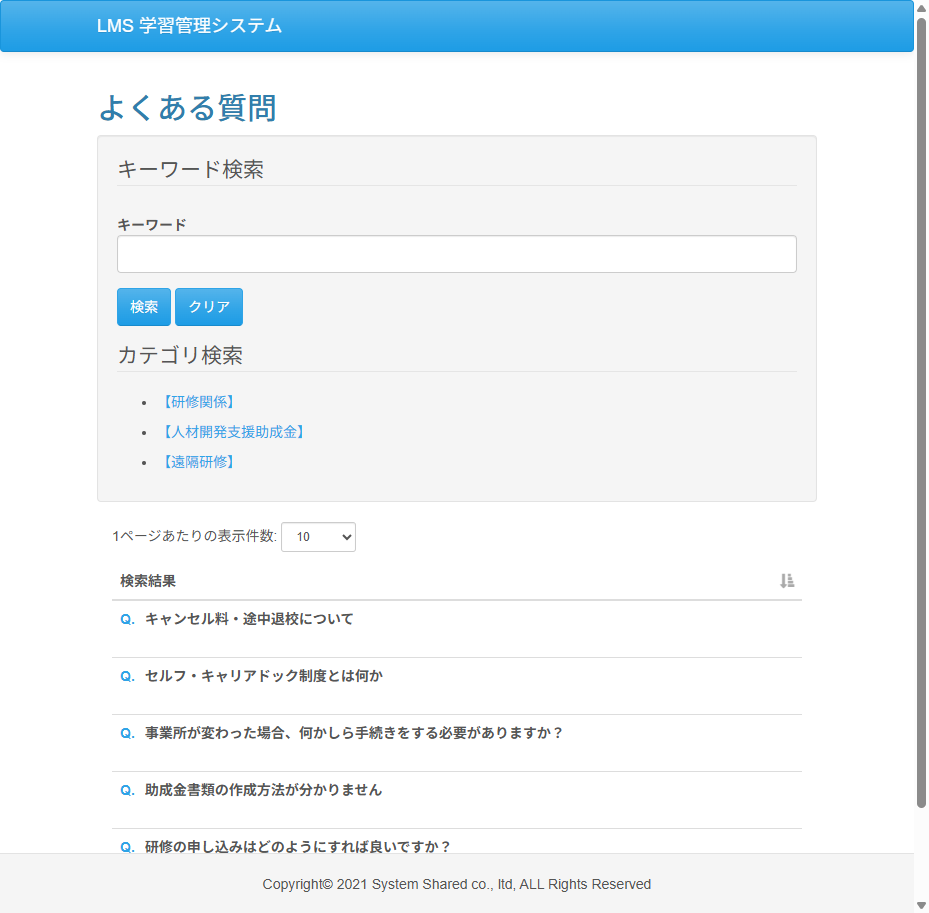 LMS 学習管理システム
よくある質問
キーワード検索
キーワード
検索 クリア
カテゴリ検索
【研修関係】
【人材開発支援助成金】
【遠隔研修】
1ページあたりの表示件数: 10
検索結果
Q. キャンセル料・途中退校について
Q. セルフ・キャリアドック制度とは何か
Q. 事業所が変わった場合、何かしら手続きをする必要がありますか？
Q. 助成金書類の作成方法が分かりません
Q. 研修の申し込みはどのようにすれば良いですか？
Copyright© 2021 System Shared co., ltd, ALL Rights Reserved